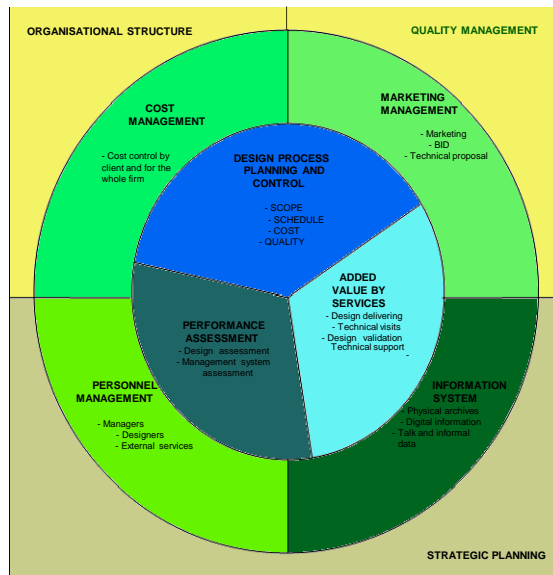 ORGANISATIONAL STRUCTURE
QUALITY MANAGEMENT
COST
MANAGEMENT
- Cost control by
client and for the
whole firm
MARKETING
MANAGEMENT
- Marketing
- BID
- Technical proposal
DESIGN PROCESS
PLANNING AND
CONTROL
- SCOPE
- SCHEDULE
- COST
- QUALITY
ADDED
VALUE BY
SERVICES
- Design delivering
- Technical visits
- Design validation
Technical support
-
PERFORMANCE
ASSESSMENT
- Design assessment
- Management system
assessment
PERSONNEL
MANAGEMENT
- Managers
- Designers
- External services
INFORMATION
SYSTEM
- Physical archives
- Digital information
- Talk and informal
data
STRATEGIC PLANNING